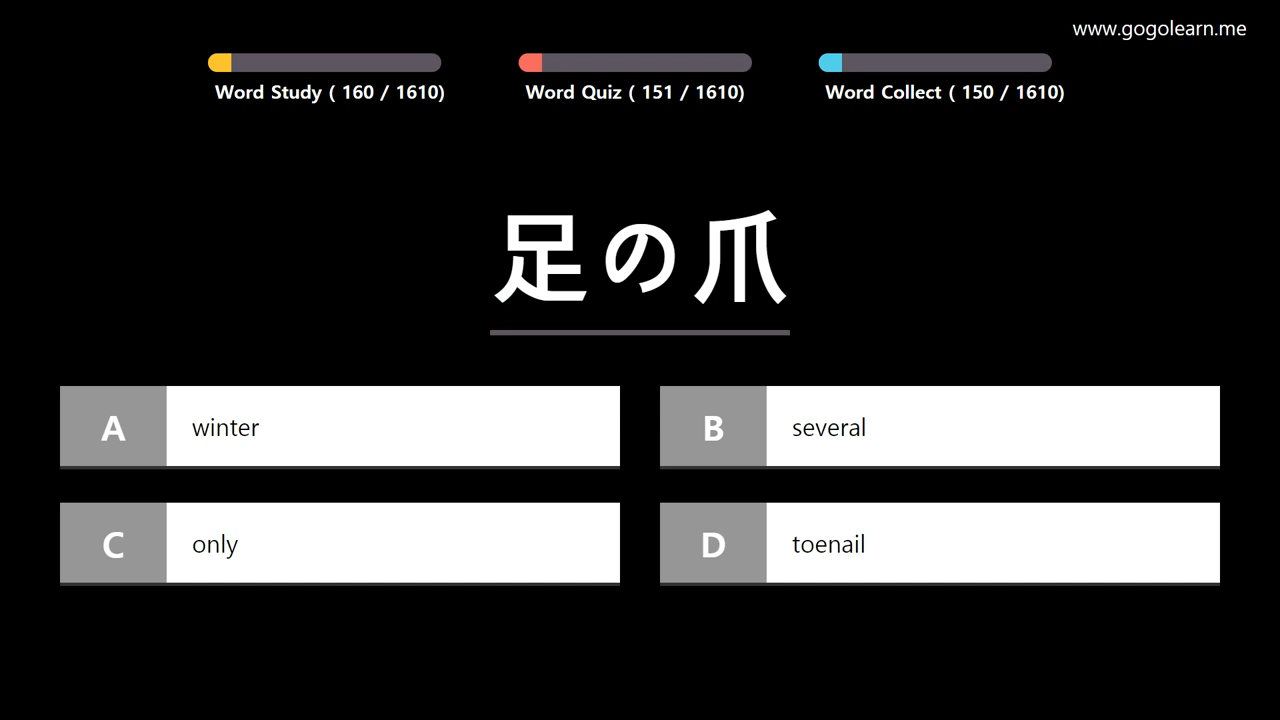 www.gogolearn.me
Word Study ( 160 / 1610)
Word Quiz ( 151 / 1610)
Word Collect ( 150 / 1610)
足の爪
A winter
B several
C only
D toenail